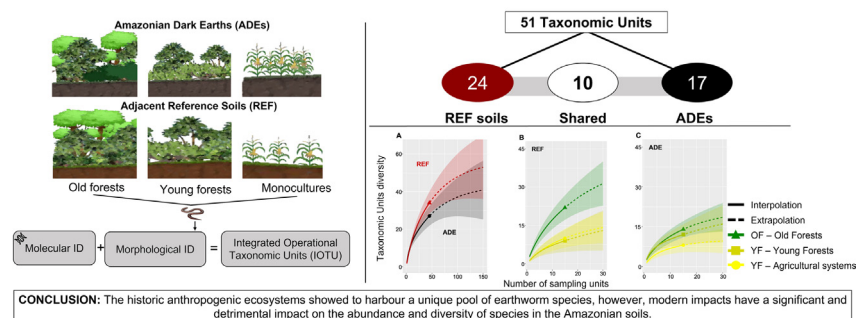 Amazonian Dark Earths (ADEs)
Adjacent Reference Soils (REF)
Old forests
Young forests
Monocultures
Molecular ID
+
Morphological ID
=
Integrated Operational
Taxonomic Units (IOTU)
51 Taxonomic Units
24
10
17
REF soils
Shared
ADEs
Taxonomic Units diversity
A
60
40
20
0
REF
ADE
0
50
100
150
B
REF
45
30
15
0
0
10
20
30
C
ADE
45
30
15
0
0
10
20
30
Number of sampling units
Interpolation
Extrapolation
OF – Old Forests
YF – Young Forests
YF – Agricultural systems
CONCLUSION: The historic anthropogenic ecosystems showed to harbour a unique pool of earthworm species, however, modern impacts have a significant and
detrimental impact on the abundance and diversity of species in the Amazonian soils.